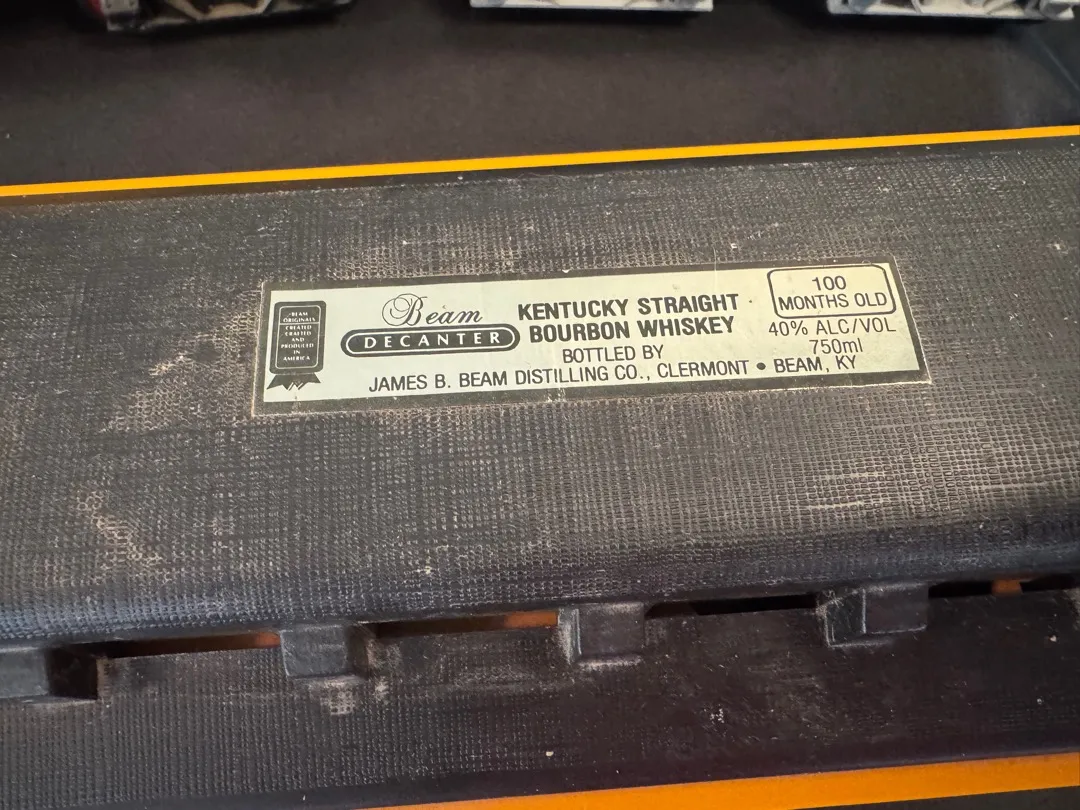 BEAM
ORIGINALS
CREATED
CRAFTED
AND
PRODUCED
IN
AMERICA
Beam
DECANTER
KENTUCKY STRAIGHT
BOURBON WHISKEY
100
MONTHS OLD
40% ALC/VOL
750ml
BOTTLED BY
JAMES B. BEAM DISTILLING CO., CLERMONT • BEAM, KY